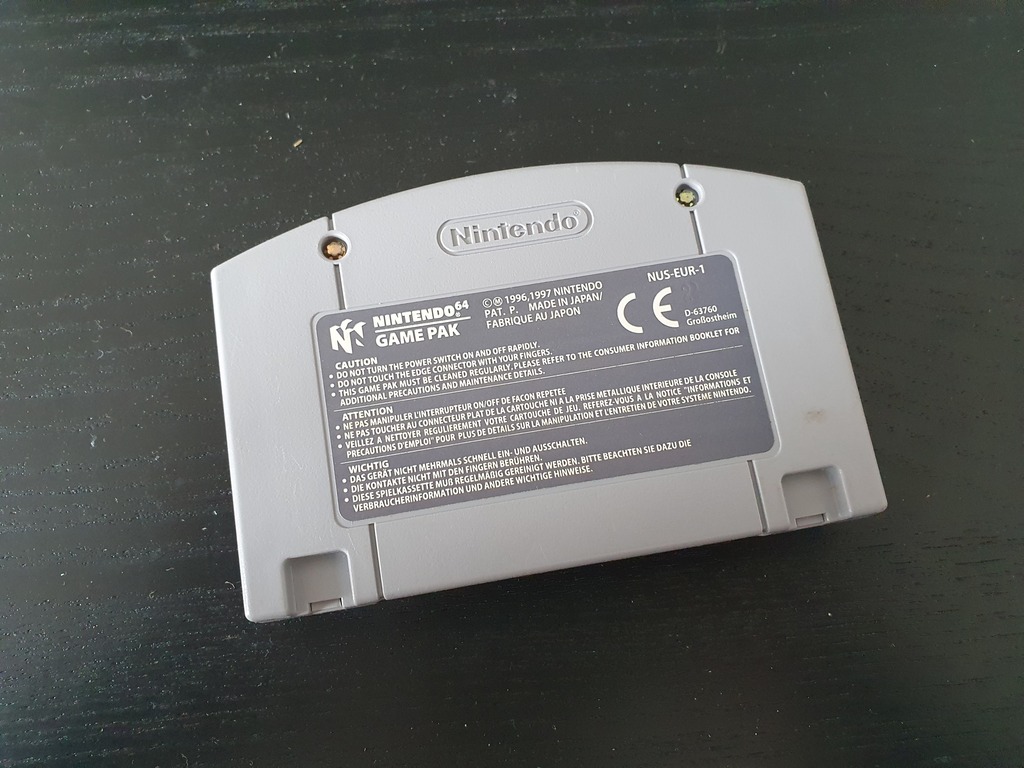 Nintendo®
NINTENDO64®
GAME PAK
©Ⓜ 1996,1997 NINTENDO
PAT. P. MADE IN JAPAN/
FABRIQUE AU JAPON
NUS-EUR-1
CE
D-63760
Großostheim
CAUTION
• DO NOT TURN THE POWER SWITCH ON AND OFF RAPIDLY.
• DO NOT TOUCH THE EDGE CONNECTOR WITH YOUR FINGERS.
• THIS GAME PAK MUST BE CLEANED REGULARLY. PLEASE REFER TO THE CONSUMER INFORMATION BOOKLET FOR
ADDITIONAL PRECAUTIONS AND MAINTENANCE DETAILS.
ATTENTION
• NE PAS MANIPULER L'INTERRUPTEUR ON/OFF DE FACON REPETEE
• NE PAS TOUCHER AU CONNECTEUR PLAT DE LA CARTOUCHE NI À LA PRISE METALLIQUE INTERIEURE DE LA CONSOLE
• VEILLEZ A NETTOYER REGULIEREMENT VOTRE CARTOUCHE DE JEU. REFEREZ-VOUS A LA NOTICE "INFORMATIONS ET
PRECAUTIONS D'EMPLOI" POUR PLUS DE DETAILS SUR LA MANIPULATION ET L'ENTRETIEN DE VOTRE SYSTEME NINTENDO.
WICHTIG
• DAS GERÄT NICHT MEHRMALS SCHNELL EIN- UND AUSSCHALTEN.
• DIE KONTAKTE NICHT MIT DEN FINGERN BERÜHREN.
• DIESE SPIELKASSETTE MUß REGELMÄßIG GEREINIGT WERDEN. BITTE BEACHTEN SIE DAZU DIE
VERBRAUCHERINFORMATION UND ANDERE WICHTIGE HINWEISE.